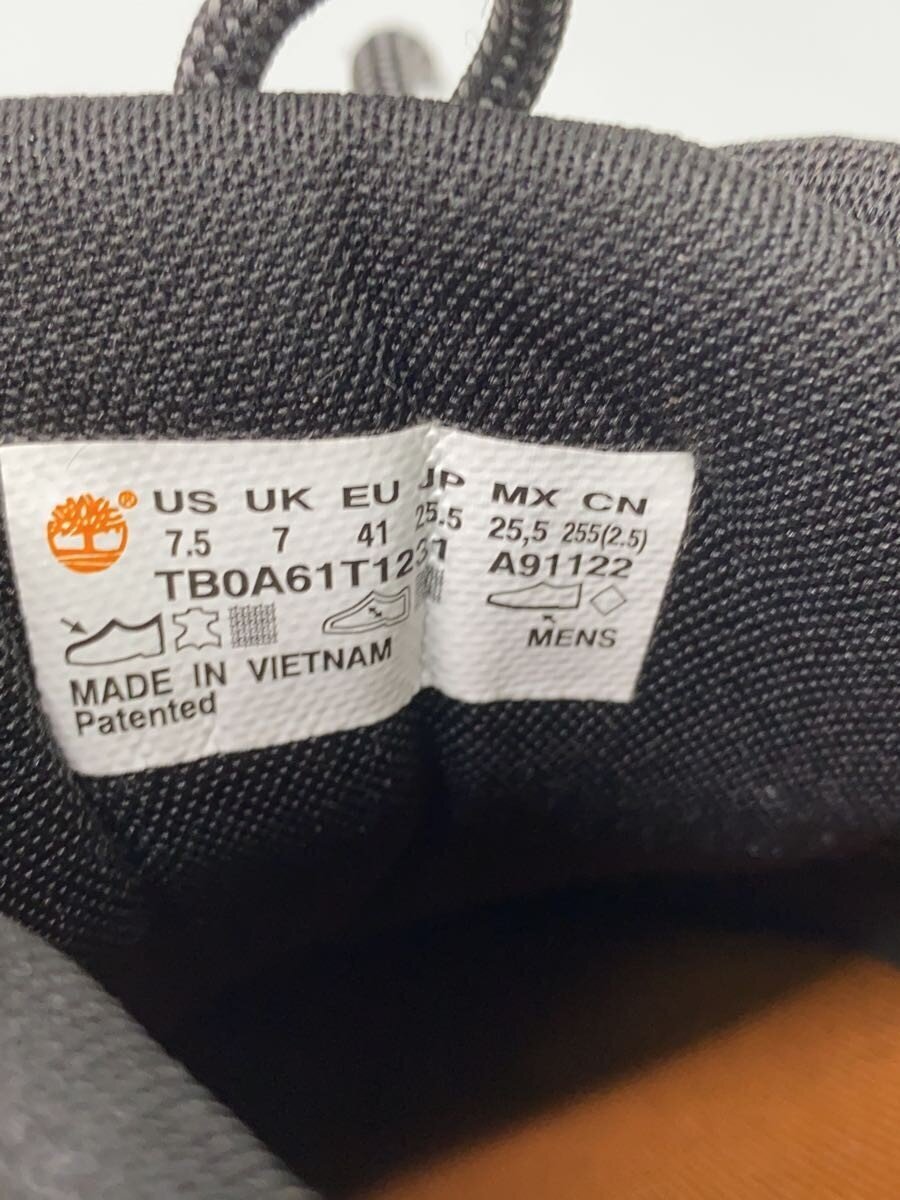 ® US UK EU JP MX CN
7.5 7 41 25.5 25,5 255(2.5)
TB0A61T1231 A91122
MENS
MADE IN VIETNAM
Patented